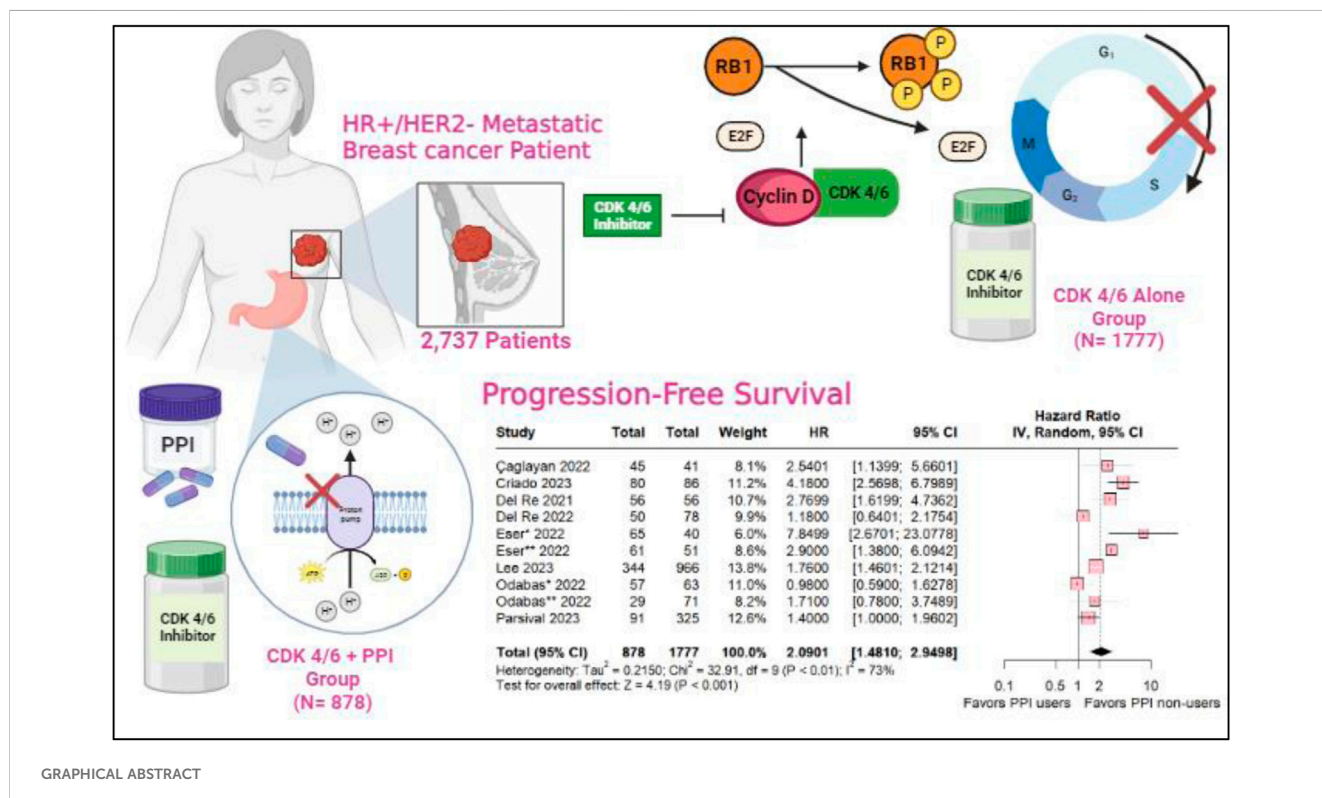 HR+/HER2- Metastatic
Breast cancer Patient
2,737 Patients
RB1
RB1
P
P
P
E2F
E2F
Cyclin D
CDK 4/6
CDK 4/6
Inhibitor
G₁
S
G₂
M
CDK 4/6
Inhibitor
CDK 4/6 Alone
Group
(N= 1777)
PPI
CDK 4/6
Inhibitor
H⁺
H⁺
H⁺
Proton
pump
ATP
ADP + P
H⁺
H⁺
CDK 4/6 + PPI
Group
(N= 878)
Progression-Free Survival
Study Total Total Weight HR 95% CI
Çaglayan 2022 45 41 8.1% 2.5401 [1.1399; 5.6601]
Criado 2023 80 86 11.2% 4.1800 [2.5698; 6.7989]
Del Re 2021 56 56 10.7% 2.7699 [1.6199; 4.7362]
Del Re 2022 50 78 9.9% 1.1800 [0.6401; 2.1754]
Eser* 2022 65 40 6.0% 7.8499 [2.6701; 23.0778]
Eser** 2022 61 51 8.6% 2.9000 [1.3800; 6.0942]
Lee 2023 344 966 13.8% 1.7600 [1.4601; 2.1214]
Odabas* 2022 57 63 11.0% 0.9800 [0.5900; 1.6278]
Odabas** 2022 29 71 8.2% 1.7100 [0.7800; 3.7489]
Parsival 2023 91 325 12.6% 1.4000 [1.0000; 1.9602]
Total (95% CI) 878 1777 100.0% 2.0901 [1.4810; 2.9498]
Heterogeneity: Tau² = 0.2150; Chi² = 32.91, df = 9 (P < 0.01); I² = 73%
Test for overall effect: Z = 4.19 (P < 0.001)
Hazard Ratio
IV, Random, 95% CI
0.1 0.5 1 2 10
Favors PPI users Favors PPI non-users
GRAPHICAL ABSTRACT